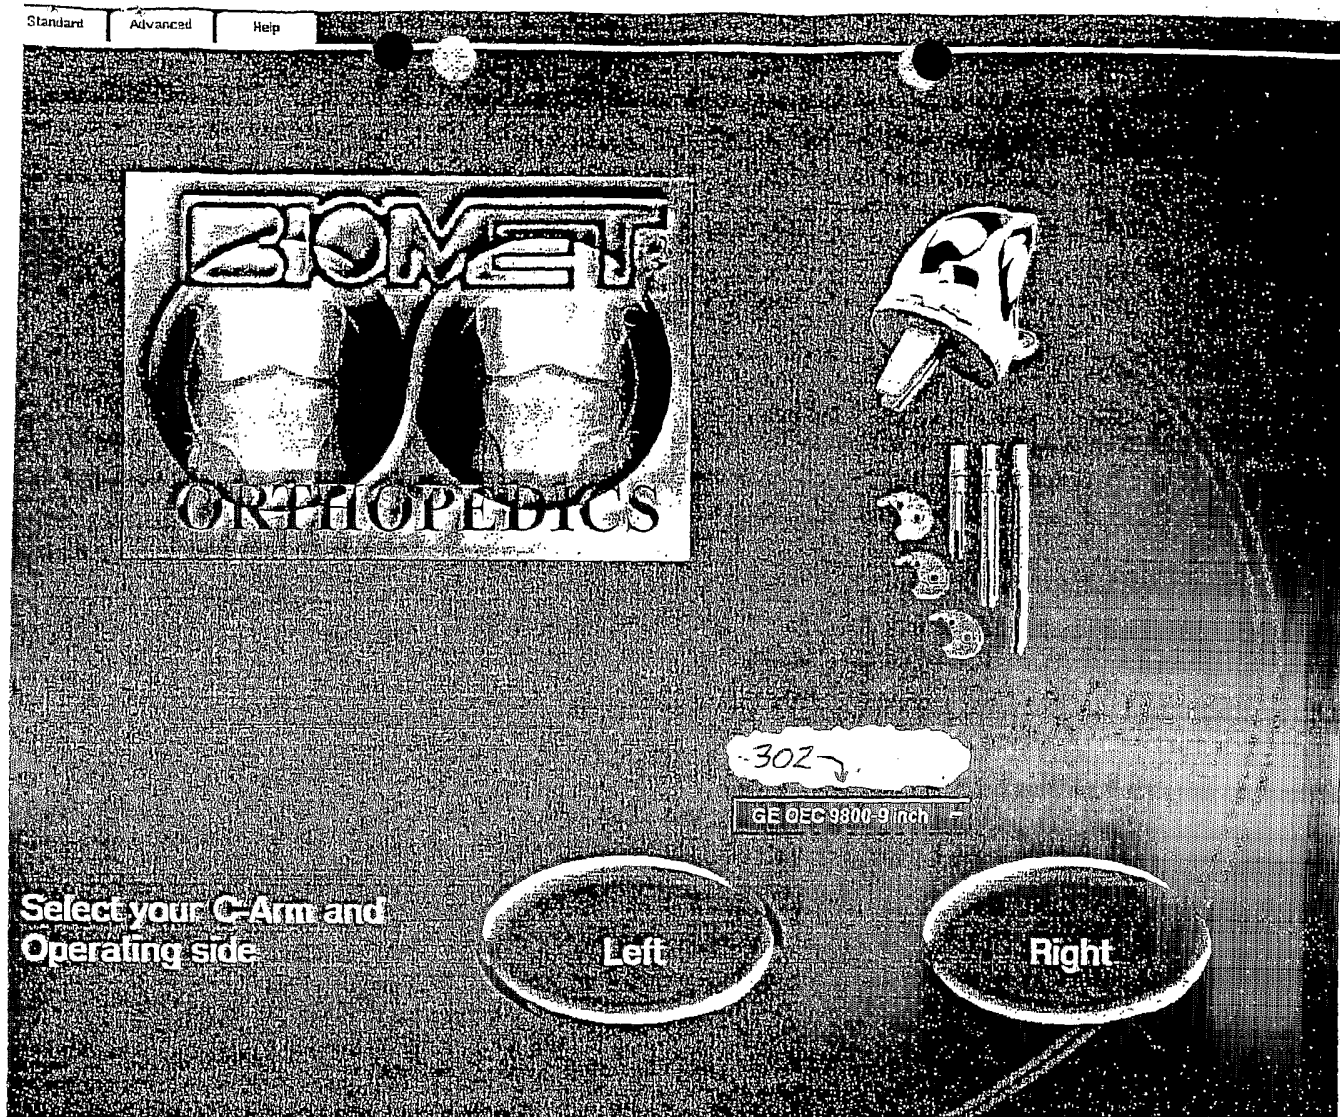 Standard Advanced Help
BIOMET
ORTHOPEDICS
302
GE OEC 9800-9 inch
Select your C-Arm and
Operating side
Left
Right